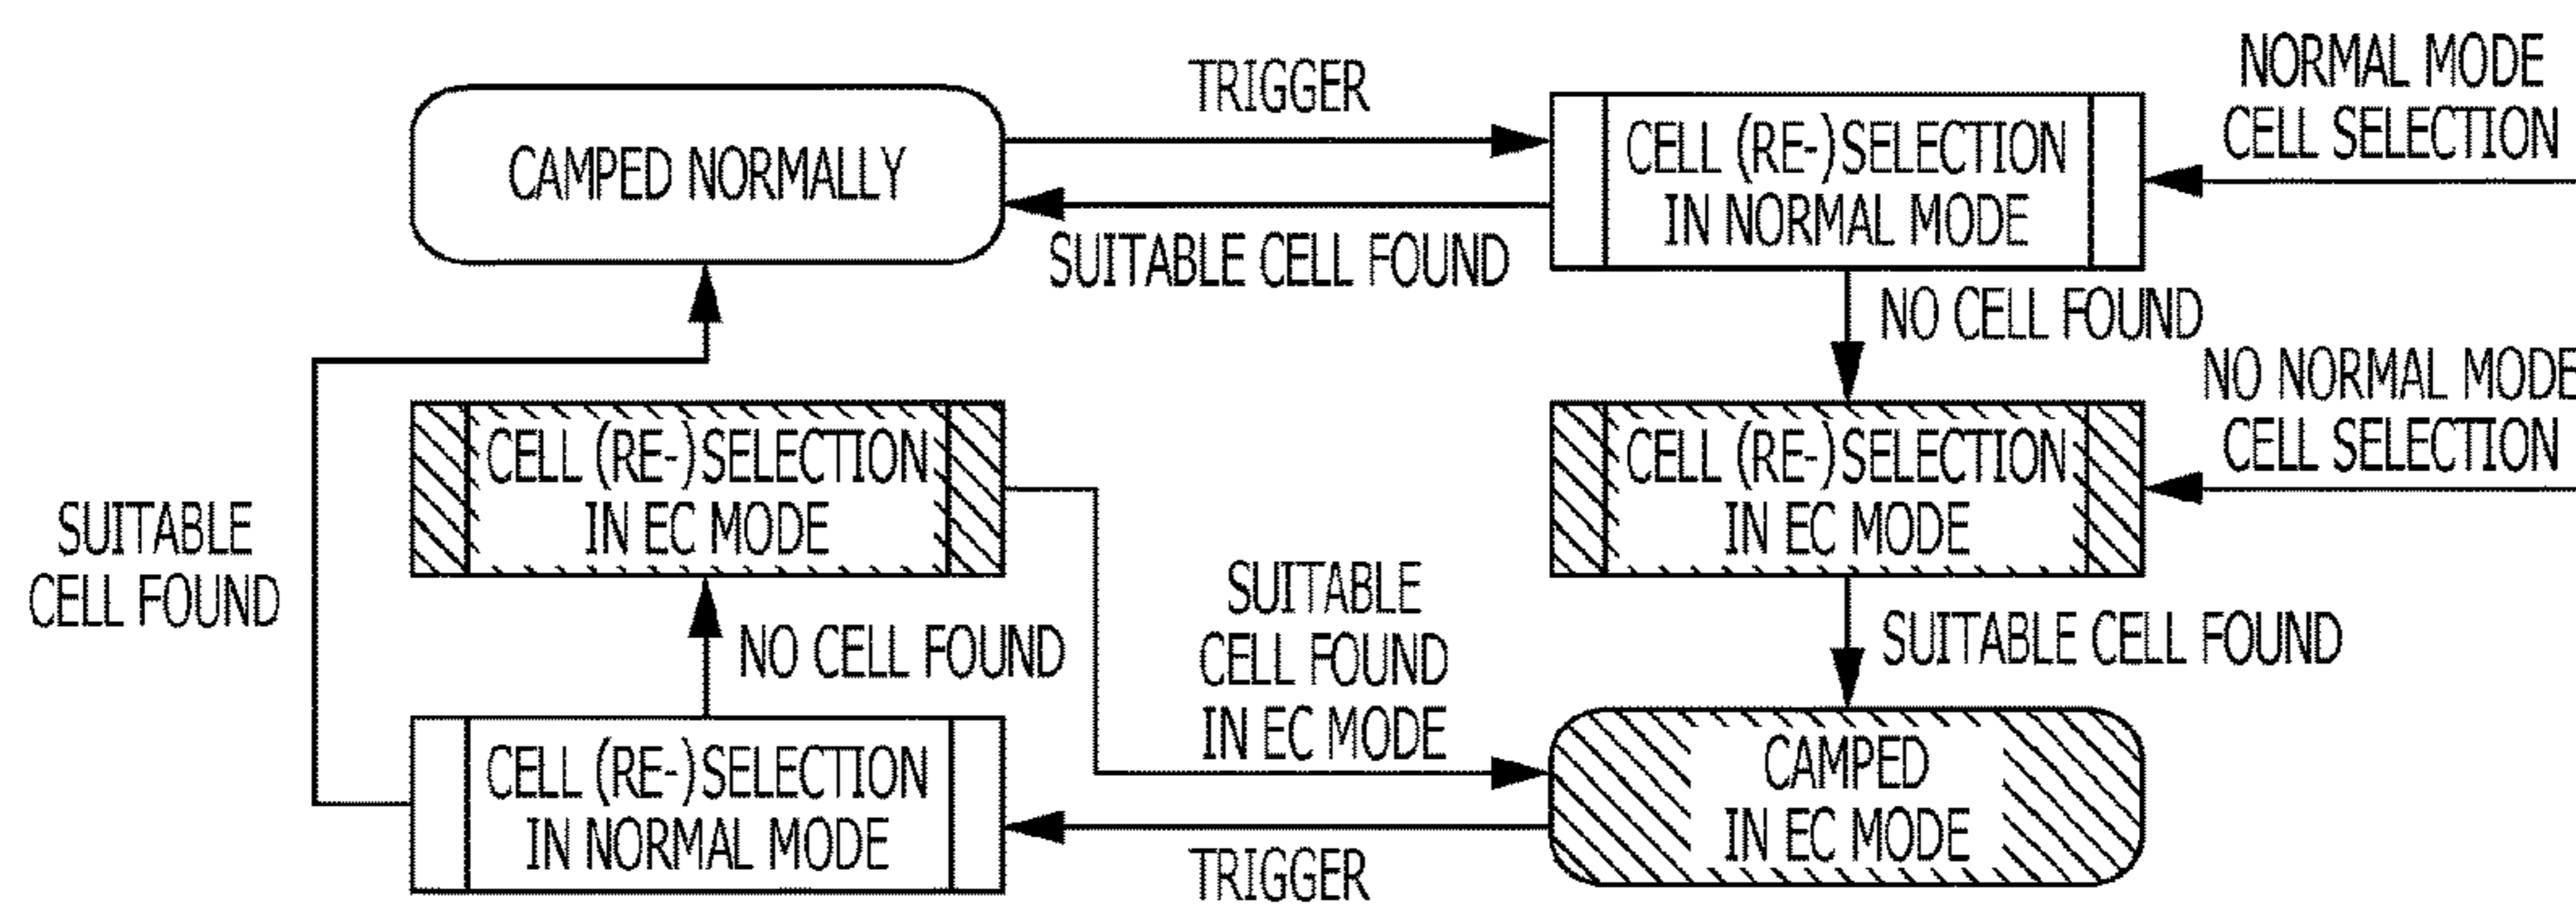 NORMAL MODE
CELL SELECTION
TRIGGER
CAMPED NORMALLY
CELL (RE-)SELECTION
IN NORMAL MODE
SUITABLE CELL FOUND
NO CELL FOUND
NO NORMAL MODE
CELL SELECTION
CELL (RE-)SELECTION
IN EC MODE
CELL (RE-)SELECTION
IN EC MODE
SUITABLE
CELL FOUND
SUITABLE
CELL FOUND
IN EC MODE
NO CELL FOUND
SUITABLE CELL FOUND
CELL (RE-)SELECTION
IN NORMAL MODE
CAMPED
IN EC MODE
TRIGGER